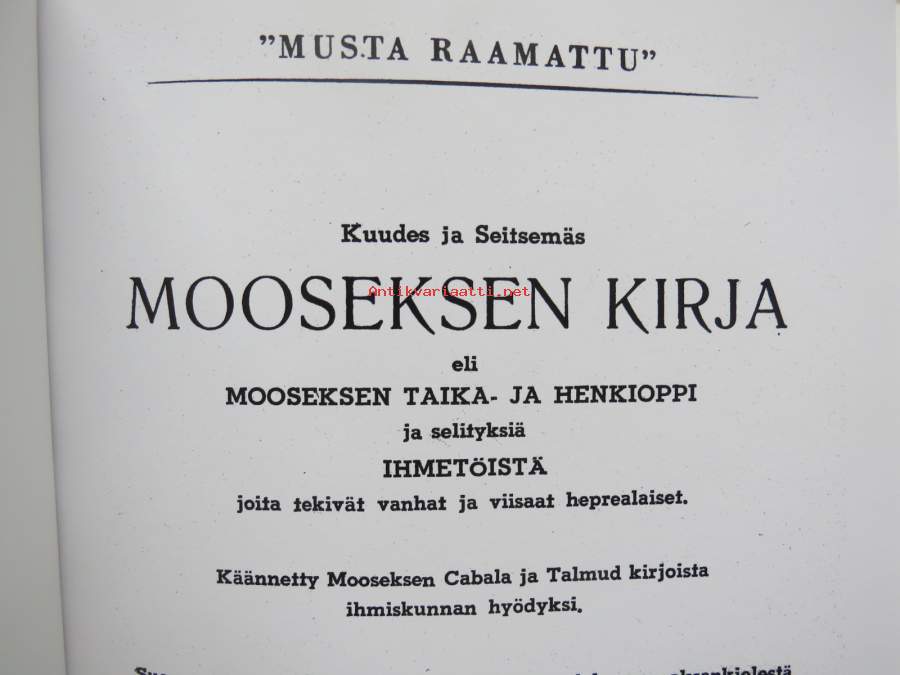 "MUSTA RAAMATTU"
Kuudes ja Seitsemäs
MOOSEKSEN KIRJA
Antikvariaatti.net
eli
MOOSEKSEN TAIKA- JA HENKIOPPI
ja selityksiä
IHMETÖISTÄ
joita tekivät vanhat ja viisaat heprealaiset.
Käännetty Mooseksen Cabala ja Talmud kirjoista
ihmiskunnan hyödyksi.